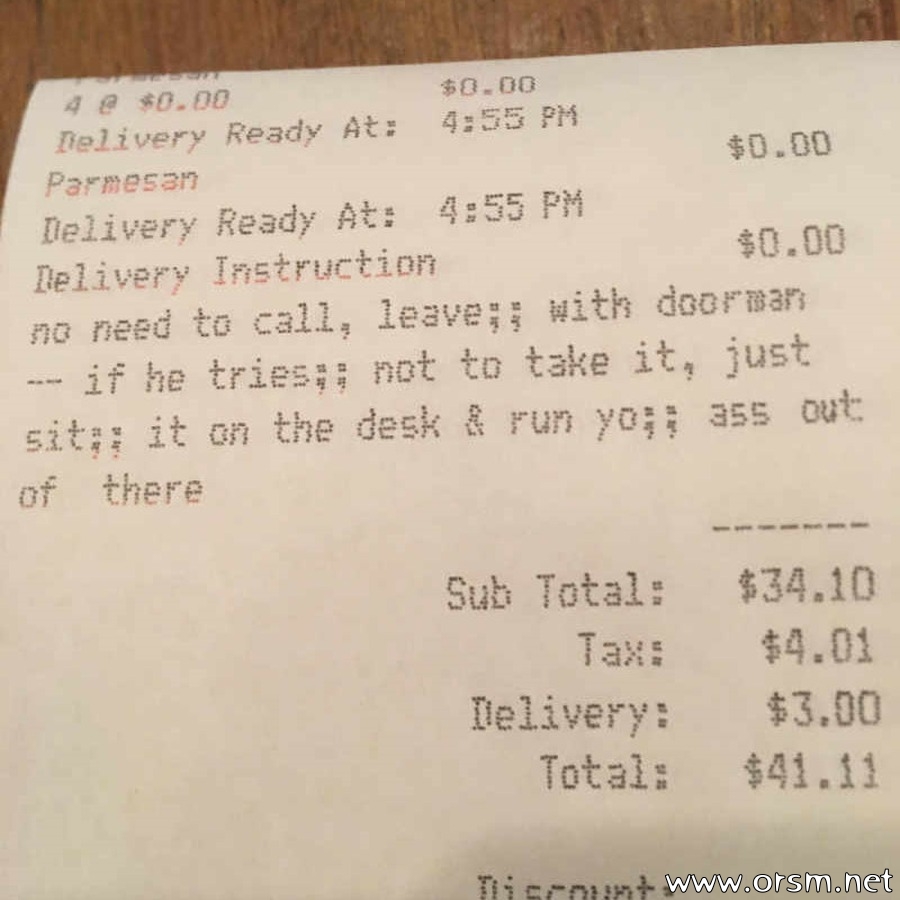 Parmesan
4 @ $0.00 $0.00
Delivery Ready At: 4:55 PM
Parmesan $0.00
Delivery Ready At: 4:55 PM
Delivery Instruction $0.00
no need to call, leave;; with doorman
-- if he tries;; not to take it, just
sit;; it on the desk & run yo;; ass out
of there
-------
Sub Total: $34.10
Tax: $4.01
Delivery: $3.00
Total: $41.11
Discount:
www.orsm.net